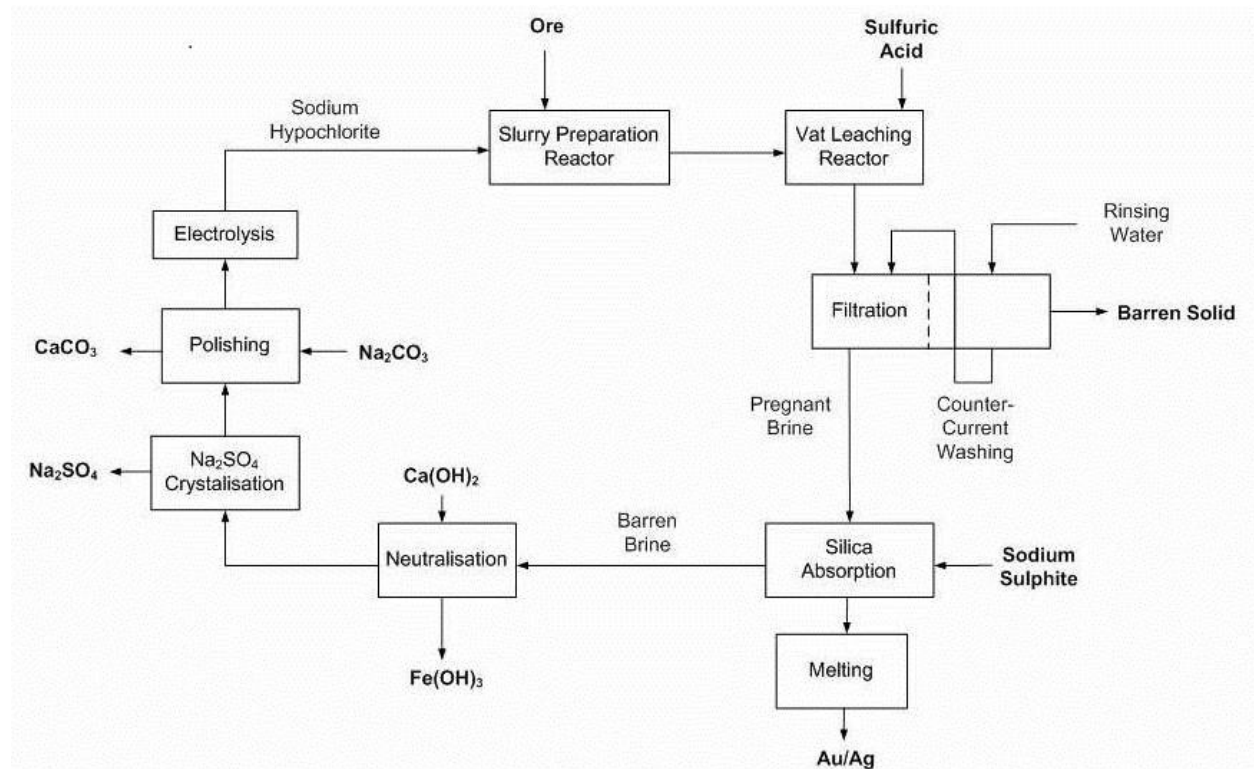 Ore
Sulfuric
Acid
Sodium
Hypochlorite
Slurry Preparation
Reactor
Vat Leaching
Reactor
Electrolysis
Rinsing
Water
Filtration
Barren Solid
CaCO₃
Polishing
Na₂CO₃
Pregnant
Brine
Counter-
Current
Washing
Na₂SO₄
Na₂SO₄
Crystalisation
Ca(OH)₂
Neutralisation
Barren
Brine
Silica
Absorption
Sodium
Sulphite
Fe(OH)₃
Melting
Au/Ag